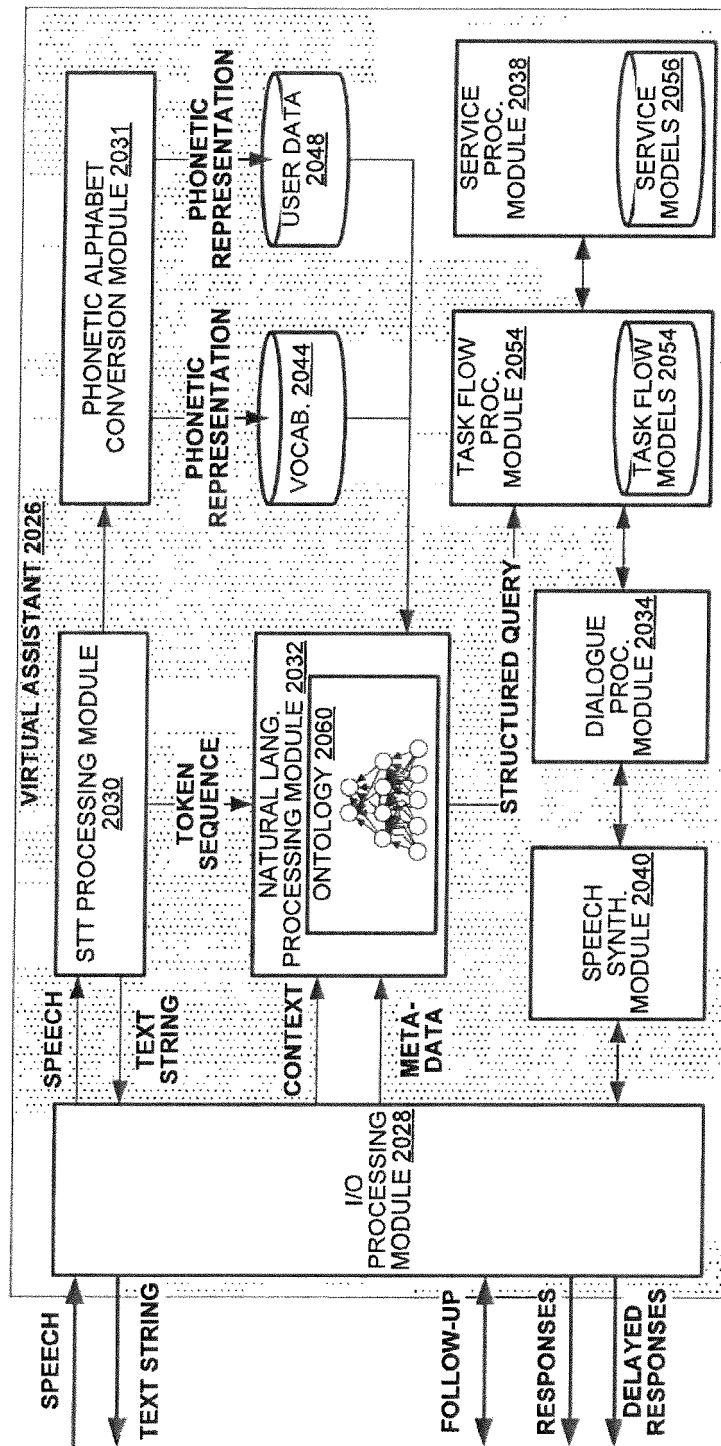 VIRTUAL ASSISTANT 2026
SPEECH
TEXT STRING
FOLLOW-UP
RESPONSES
DELAYED
RESPONSES
I/O
PROCESSING
MODULE 2028
SPEECH
TEXT
STRING
CONTEXT
META-
DATA
STT PROCESSING MODULE
2030
TOKEN
SEQUENCE
NATURAL LANG.
PROCESSING MODULE 2032
ONTOLOGY 2060
PHONETIC ALPHABET
CONVERSION MODULE 2031
PHONETIC
REPRESENTATION
PHONETIC
REPRESENTATION
VOCAB. 2044
USER DATA
2048
STRUCTURED QUERY
SPEECH
SYNTH.
MODULE 2040
DIALOGUE
PROC.
MODULE 2034
TASK FLOW
PROC.
MODULE 2054
TASK FLOW
MODELS 2054
SERVICE
PROC.
MODULE 2038
SERVICE
MODELS 2056